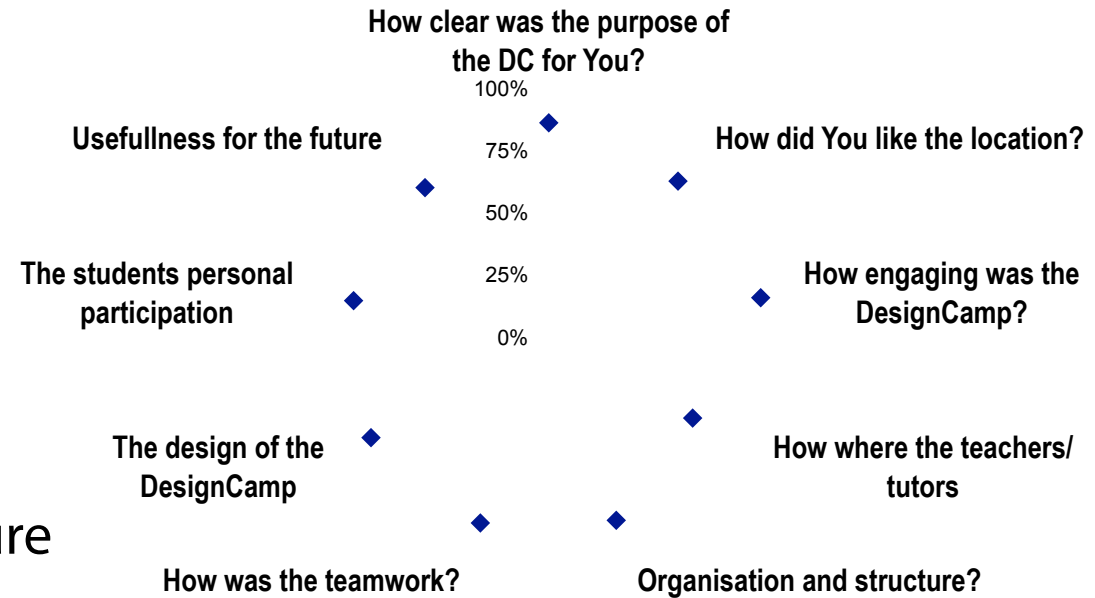 How clear was the purpose of
the DC for You?
100%
Usefullness for the future
75%
How did You like the location?
50%
The students personal
participation
25%
How engaging was the
DesignCamp?
0%
The design of the
DesignCamp
How where the teachers/
tutors
ure
How was the teamwork?
Organisation and structure?